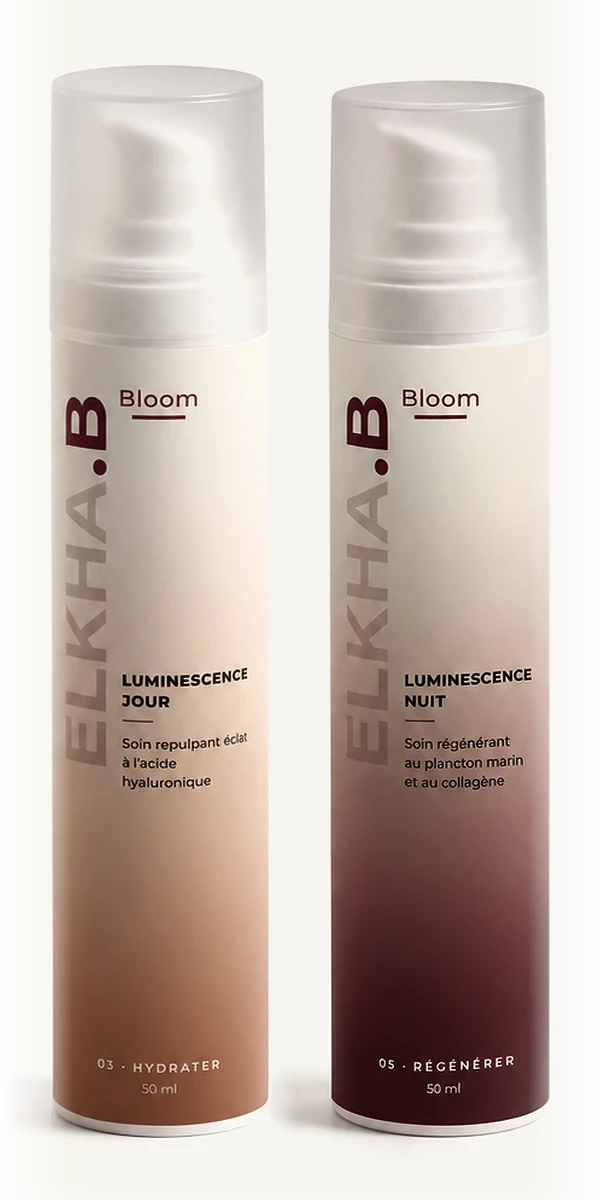 Bloom
ELKHA.B
LUMINESCENCE
JOUR
Soin repulpant éclat
à l'acide
hyaluronique
03 · HYDRATER
50 ml
Bloom
ELKHA.B
LUMINESCENCE
NUIT
Soin régénérant
au plancton marin
et au collagène
05 · RÉGÉNÉRER
50 ml